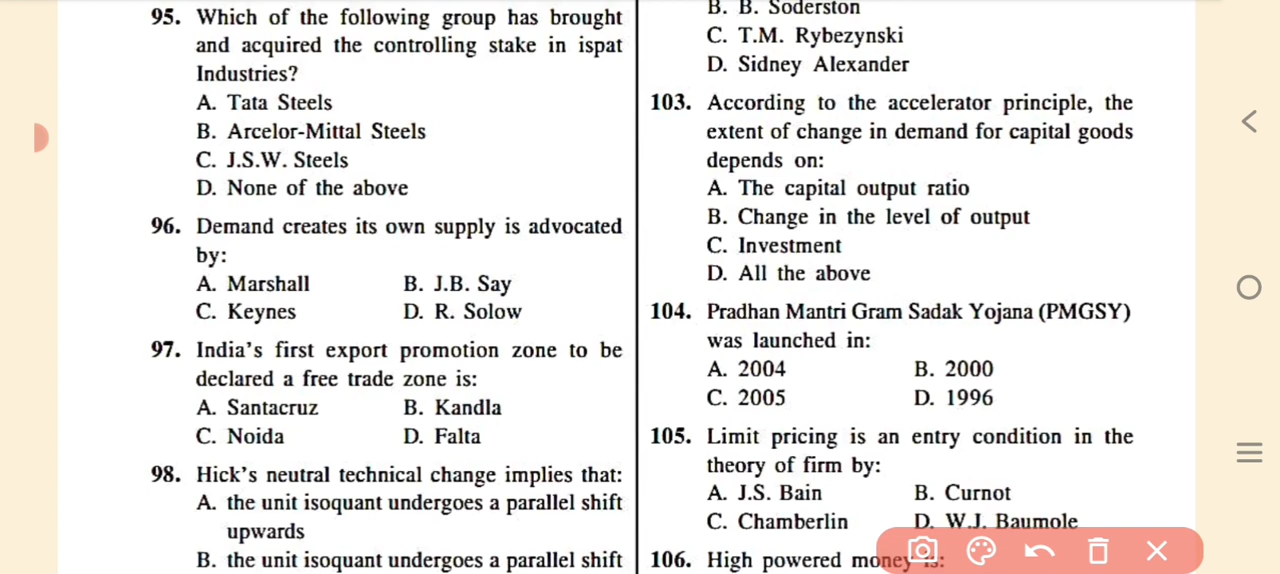 95. Which of the following group has brought
and acquired the controlling stake in ispat
Industries?
A. Tata Steels
B. Arcelor-Mittal Steels
C. J.S.W. Steels
D. None of the above
96. Demand creates its own supply is advocated
by:
A. Marshall B. J.B. Say
C. Keynes D. R. Solow
97. India's first export promotion zone to be
declared a free trade zone is:
A. Santacruz B. Kandla
C. Noida D. Falta
98. Hick's neutral technical change implies that:
A. the unit isoquant undergoes a parallel shift
upwards
B. the unit isoquant undergoes a parallel shift
B. B. Soderston
C. T.M. Rybezynski
D. Sidney Alexander
103. According to the accelerator principle, the
extent of change in demand for capital goods
depends on:
A. The capital output ratio
B. Change in the level of output
C. Investment
D. All the above
104. Pradhan Mantri Gram Sadak Yojana (PMGSY)
was launched in:
A. 2004 B. 2000
C. 2005 D. 1996
105. Limit pricing is an entry condition in the
theory of firm by:
A. J.S. Bain B. Curnot
C. Chamberlin D. W.J. Baumole
106. High powered money is: